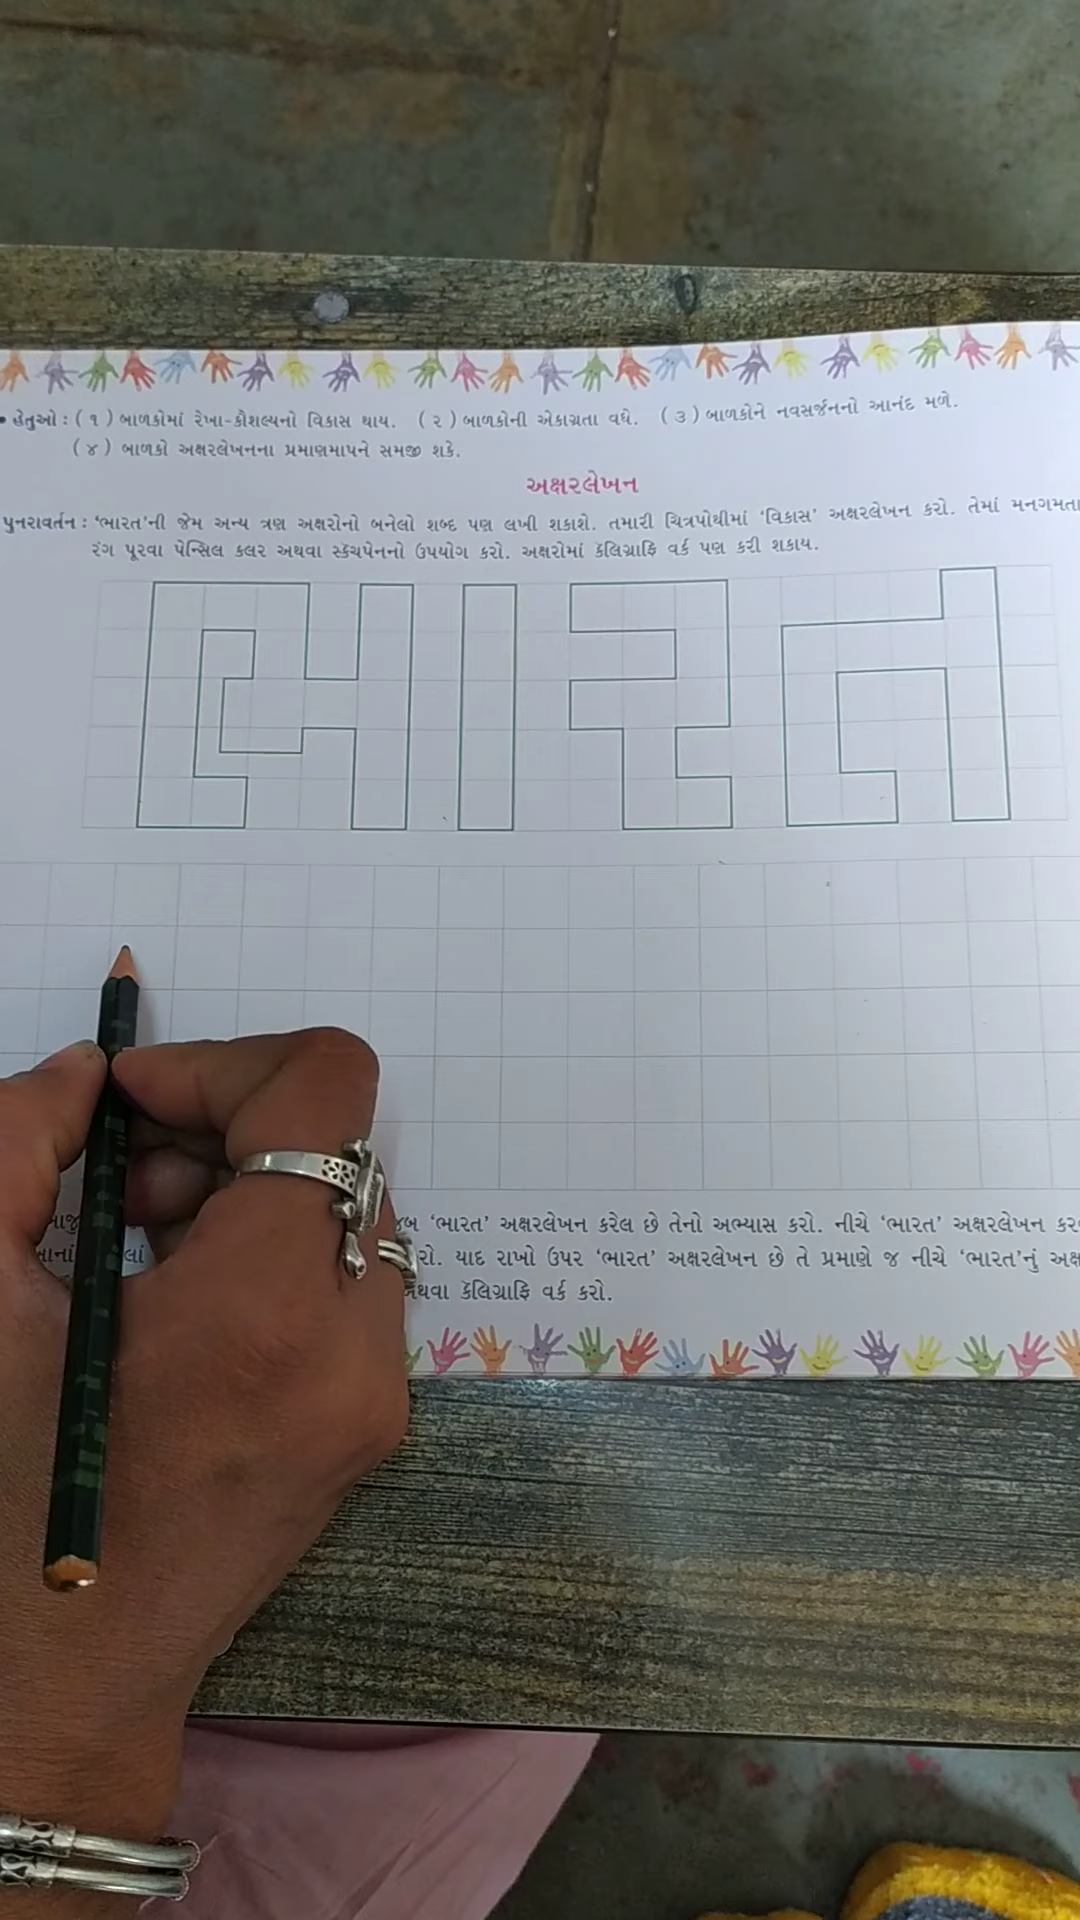 • હેતુઓ : ( ૧ ) બાળકોમાં રેખા-કૌશલ્યનો વિકાસ થાય. ( ૨ ) બાળકોની એકાગ્રતા વધે. ( ૩ ) બાળકોને નવસર્જનનો આનંદ મળે.
( ૪ ) બાળકો અક્ષરલેખનના પ્રમાણમાપને સમજી શકે.
અક્ષરલેખન
પુનરાવર્તન : ‘ભારત’ની જેમ અન્ય ત્રણ અક્ષરોનો બનેલો શબ્દ પણ લખી શકાશે. તમારી ચિત્રપોથીમાં ‘વિકાસ’ અક્ષરલેખન કરો. તેમાં મનગમતા
રંગ પૂરવા પેન્સિલ કલર અથવા સ્કૅચપેનનો ઉપયોગ કરો. અક્ષરોમાં કૅલિગ્રાફિ વર્ક પણ કરી શકાય.
ભારત
‘ભારત’ અક્ષરલેખન કરેલ છે તેનો અભ્યાસ કરો. નીચે ‘ભારત’ અક્ષરલેખન
યાદ રાખો ઉપર ‘ભારત’ અક્ષરલેખન છે તે પ્રમાણે જ નીચે ‘ભારત’નું
અથવા કૅલિગ્રાફિ વર્ક કરો.